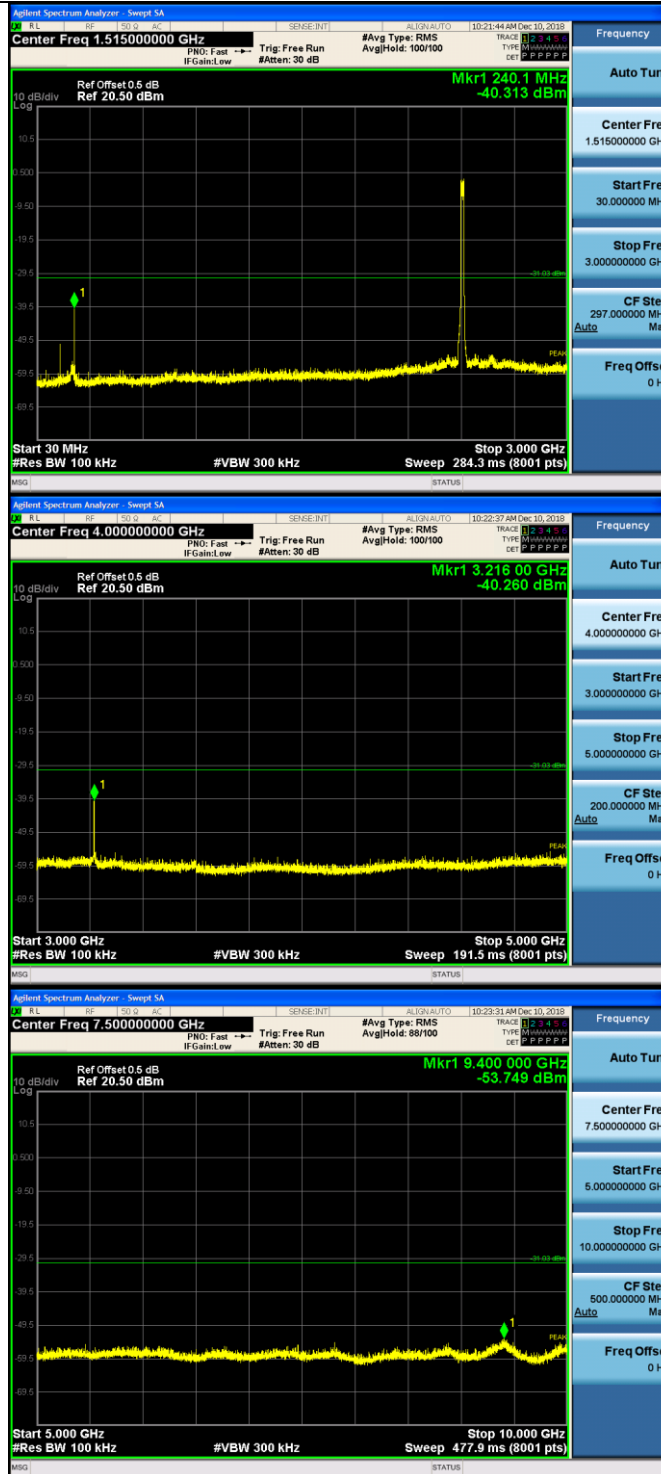 Agilent Spectrum Analyzer - Swept SA
RL RF 50 Ω AC SENSE:INT ALIGNAUTO 10:21:44 AM Dec 10, 2018
Center Freq 1.515000000 GHz
PNO: Fast
IFGain:Low
Trig: Free Run
#Atten: 30 dB
#Avg Type: RMS
Avg|Hold: 100/100
TRACE 1 2 3 4 5 6
TYPE M
DET P P P P P P
Frequency
Mkr1 240.1 MHz
-40.313 dBm
Ref Offset 0.5 dB
10 dB/div Ref 20.50 dBm
Log
10.5
0.500
-9.50
-19.5
-29.5
-39.5
-49.5
-59.5
-69.5
-31.03 dBm
1
PEAK
Start 30 MHz Stop 3.000 GHz
#Res BW 100 kHz #VBW 300 kHz Sweep 284.3 ms (8001 pts)
MSG STATUS
Auto Tun
Center Fre
1.515000000 GH
Start Fre
30.000000 MH
Stop Fre
3.000000000 GH
CF Ste
297.000000 MH
Auto Ma
Freq Offse
0 H
Agilent Spectrum Analyzer - Swept SA
RL RF 50 Ω AC SENSE:INT ALIGNAUTO 10:22:37 AM Dec 10, 2018
Center Freq 4.000000000 GHz
PNO: Fast
IFGain:Low
Trig: Free Run
#Atten: 30 dB
#Avg Type: RMS
Avg|Hold: 100/100
TRACE 1 2 3 4 5 6
TYPE M
DET P P P P P P
Frequency
Mkr1 3.216 00 GHz
-40.260 dBm
Ref Offset 0.5 dB
10 dB/div Ref 20.50 dBm
Log
10.5
0.500
-9.50
-19.5
-29.5
-39.5
-49.5
-59.5
-69.5
-31.03 dBm
1
PEAK
Start 3.000 GHz Stop 5.000 GHz
#Res BW 100 kHz #VBW 300 kHz Sweep 191.5 ms (8001 pts)
MSG STATUS
Auto Tun
Center Fre
4.000000000 GH
Start Fre
3.000000000 GH
Stop Fre
5.000000000 GH
CF Ste
200.000000 MH
Auto Ma
Freq Offse
0 H
Agilent Spectrum Analyzer - Swept SA
RL RF 50 Ω AC SENSE:INT ALIGNAUTO 10:23:31 AM Dec 10, 2018
Center Freq 7.500000000 GHz
PNO: Fast
IFGain:Low
Trig: Free Run
#Atten: 30 dB
#Avg Type: RMS
Avg|Hold: 88/100
TRACE 1 2 3 4 5 6
TYPE M
DET P P P P P P
Frequency
Mkr1 9.400 000 GHz
-53.749 dBm
Ref Offset 0.5 dB
10 dB/div Ref 20.50 dBm
Log
10.5
0.500
-9.50
-19.5
-29.5
-39.5
-49.5
-59.5
-69.5
-31.03 dBm
1
PEAK
Start 5.000 GHz Stop 10.000 GHz
#Res BW 100 kHz #VBW 300 kHz Sweep 477.9 ms (8001 pts)
MSG STATUS
Auto Tun
Center Fre
7.500000000 GH
Start Fre
5.000000000 GH
Stop Fre
10.000000000 GH
CF Ste
500.000000 MH
Auto Ma
Freq Offse
0 H